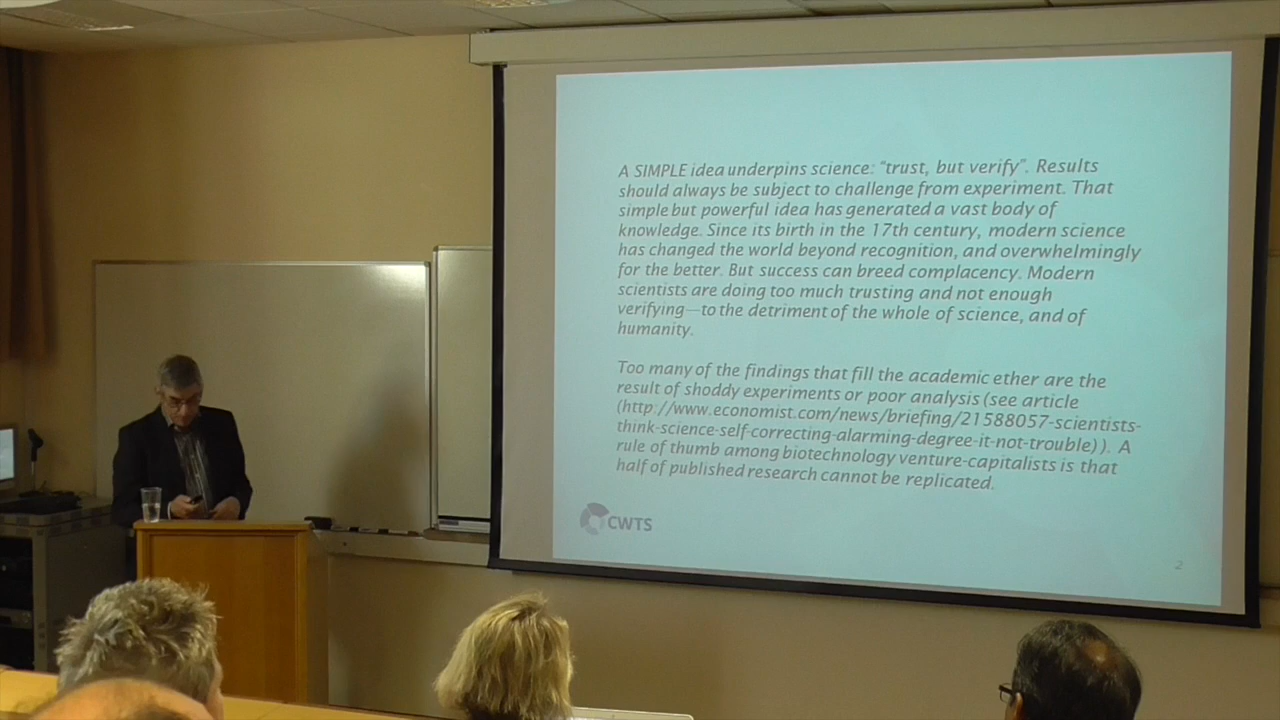 A SIMPLE idea underpins science: “trust, but verify”. Results
should always be subject to challenge from experiment. That
simple but powerful idea has generated a vast body of
knowledge. Since its birth in the 17th century, modern science
has changed the world beyond recognition, and overwhelmingly
for the better. But success can breed complacency. Modern
scientists are doing too much trusting and not enough
verifying—to the detriment of the whole of science, and of
humanity.
Too many of the findings that fill the academic ether are the
result of shoddy experiments or poor analysis (see article
(http://www.economist.com/news/briefing/21588057-scientists-
think-science-self-correcting-alarming-degree-it-not-trouble) ). A
rule of thumb among biotechnology venture-capitalists is that
half of published research cannot be replicated.
CWTS
2